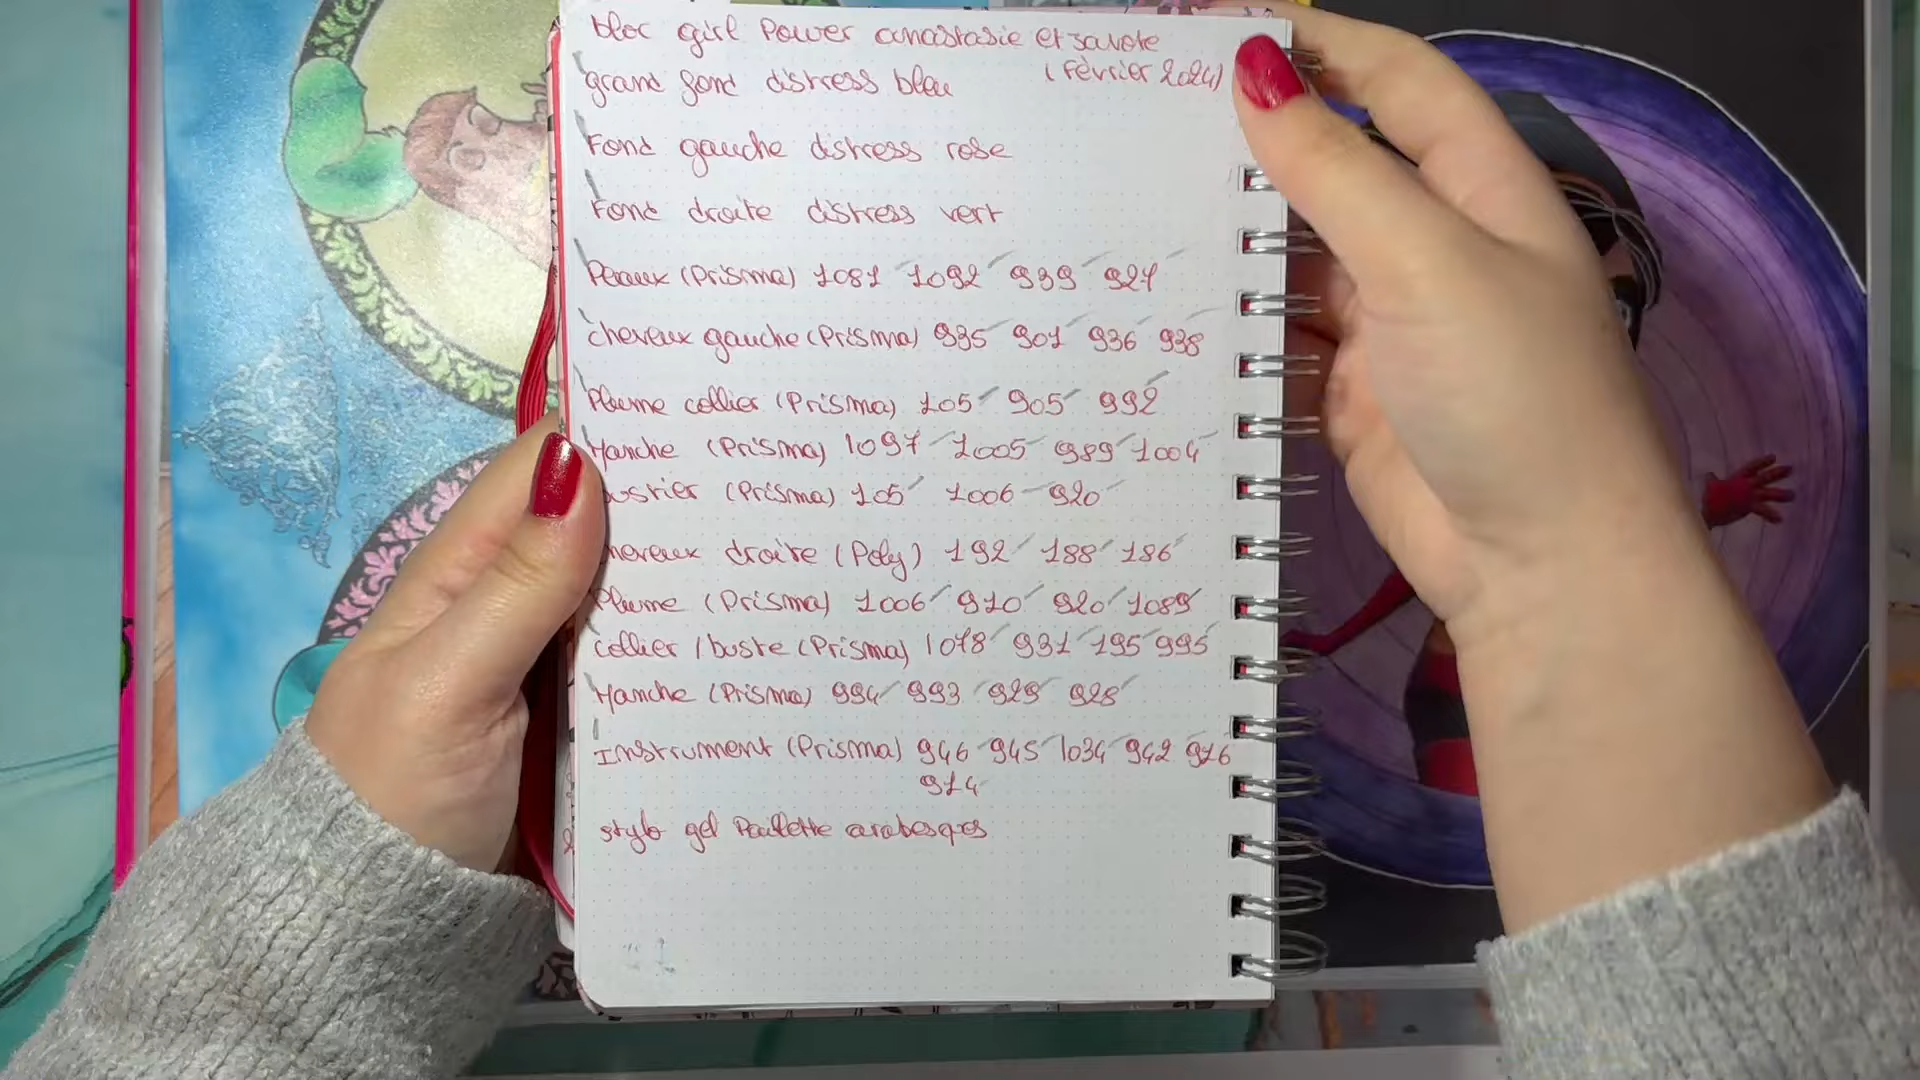 bloc girl Power anastasie et javote
(Février 2024)
grand fond distress bleu
Fond gauche distress rose
Fond droite distress vert
Peaux (Prisma) 1081 1092 939 927
cheveux gauche (Prisma) 935 901 936 938
Plume collier (Prisma) 105 905 992
Manche (Prisma) 1097 1005 989 1004
ustier (Prisma) 105 1006 920
heveux droite (Poly) 192 188 186
Plume (Prisma) 1006 910 920 1089
Collier / buste (Prisma) 1078 931 195 995
Manche (Prisma) 994 993 929 928
Instrument (Prisma) 946 945 1034 942 916
914
stylo gel Paillette arabesques